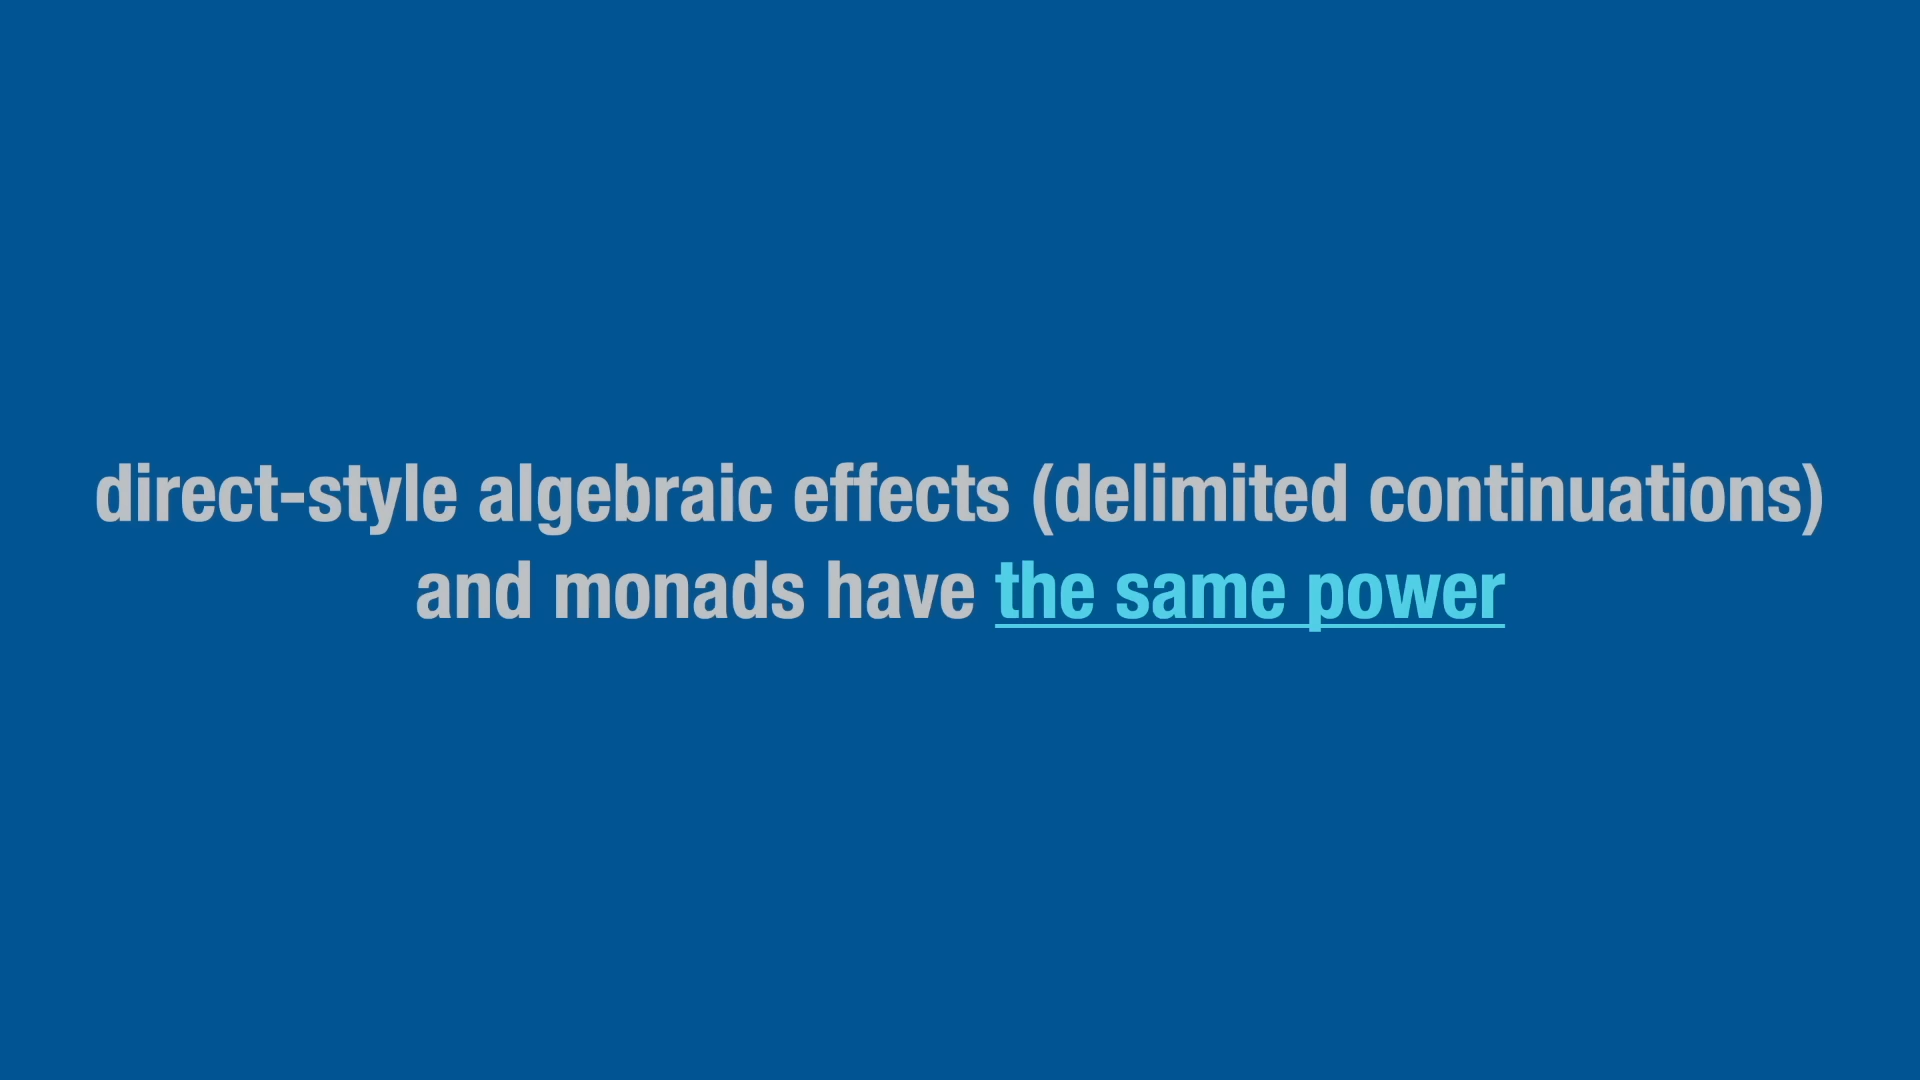 direct-style algebraic effects (delimited continuations)
and monads have the same power